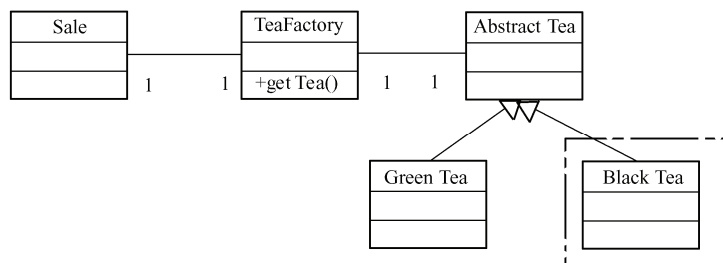 Sale
TeaFactory
Abstract Tea
+get Tea()
1
1
1
1
Green Tea
Black Tea